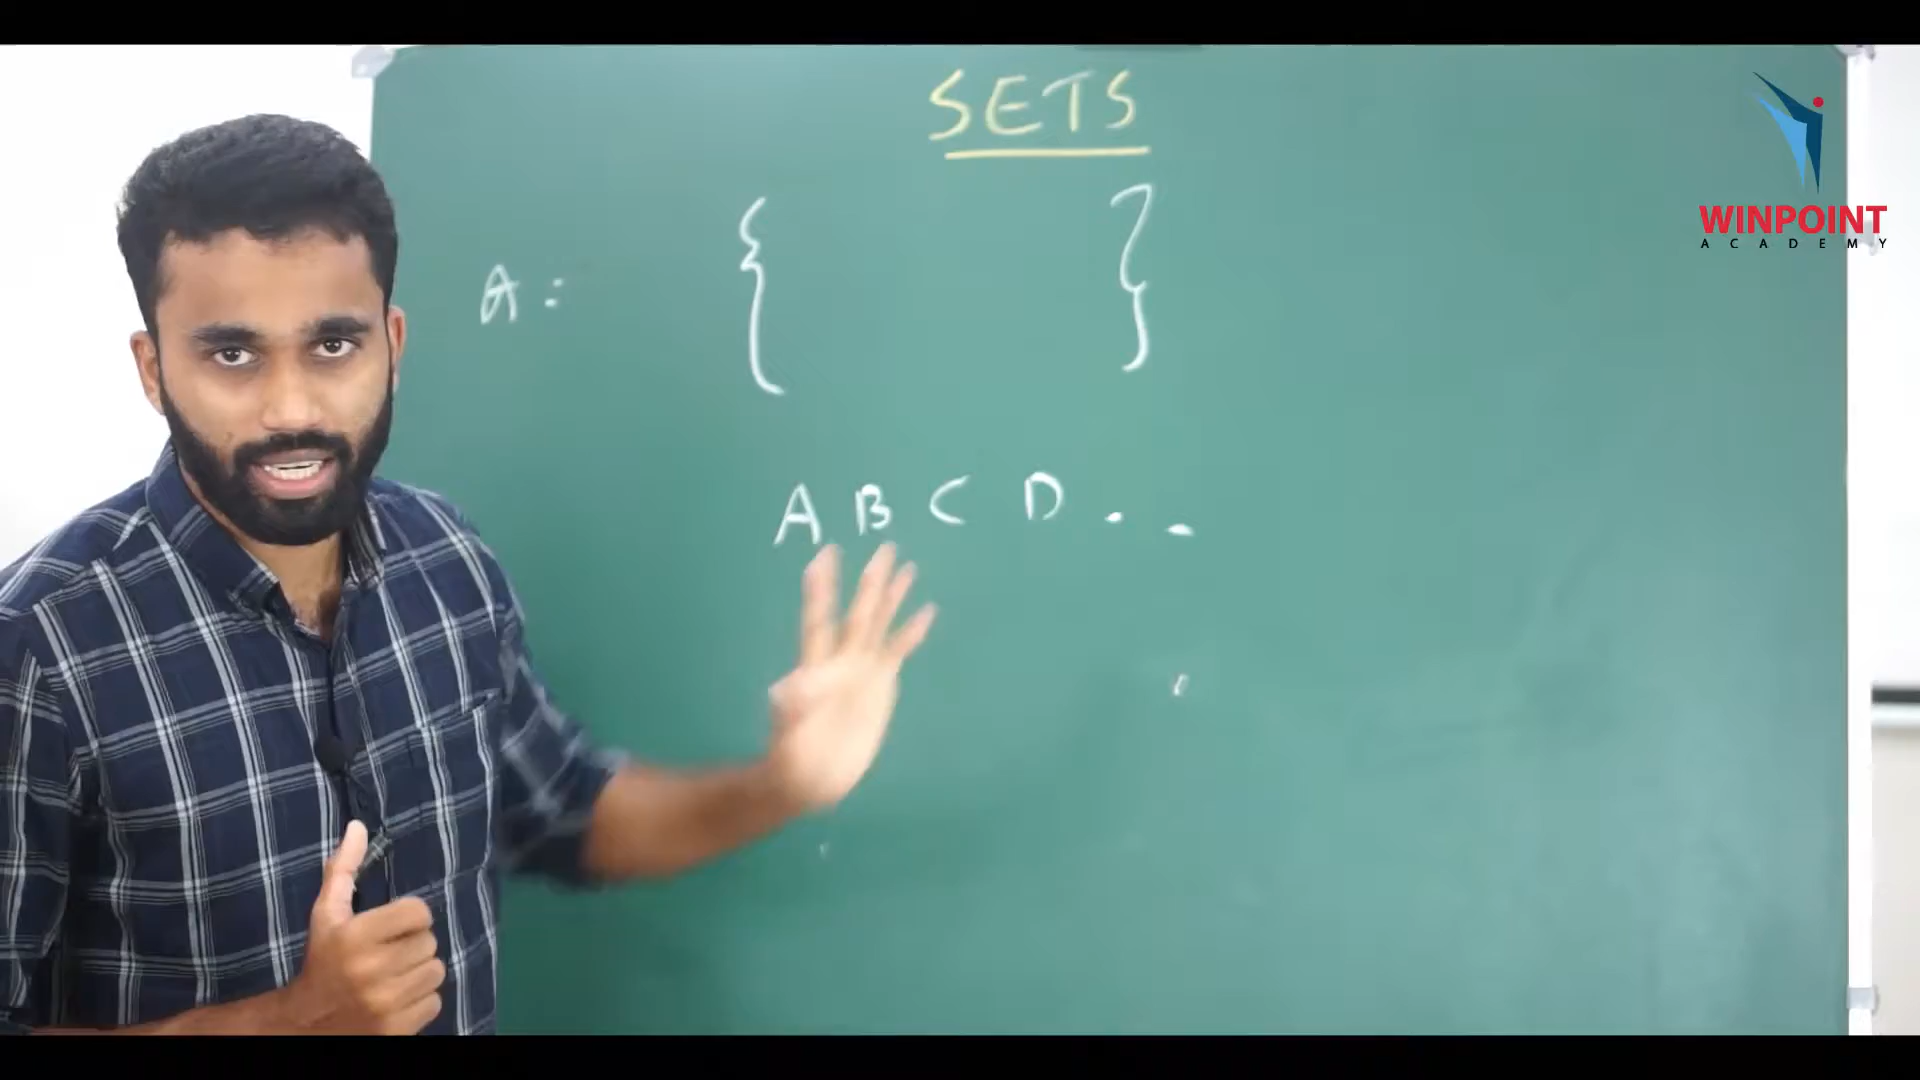 SETS
WINPOINT
ACADEMY
A = { }
A B C D . .